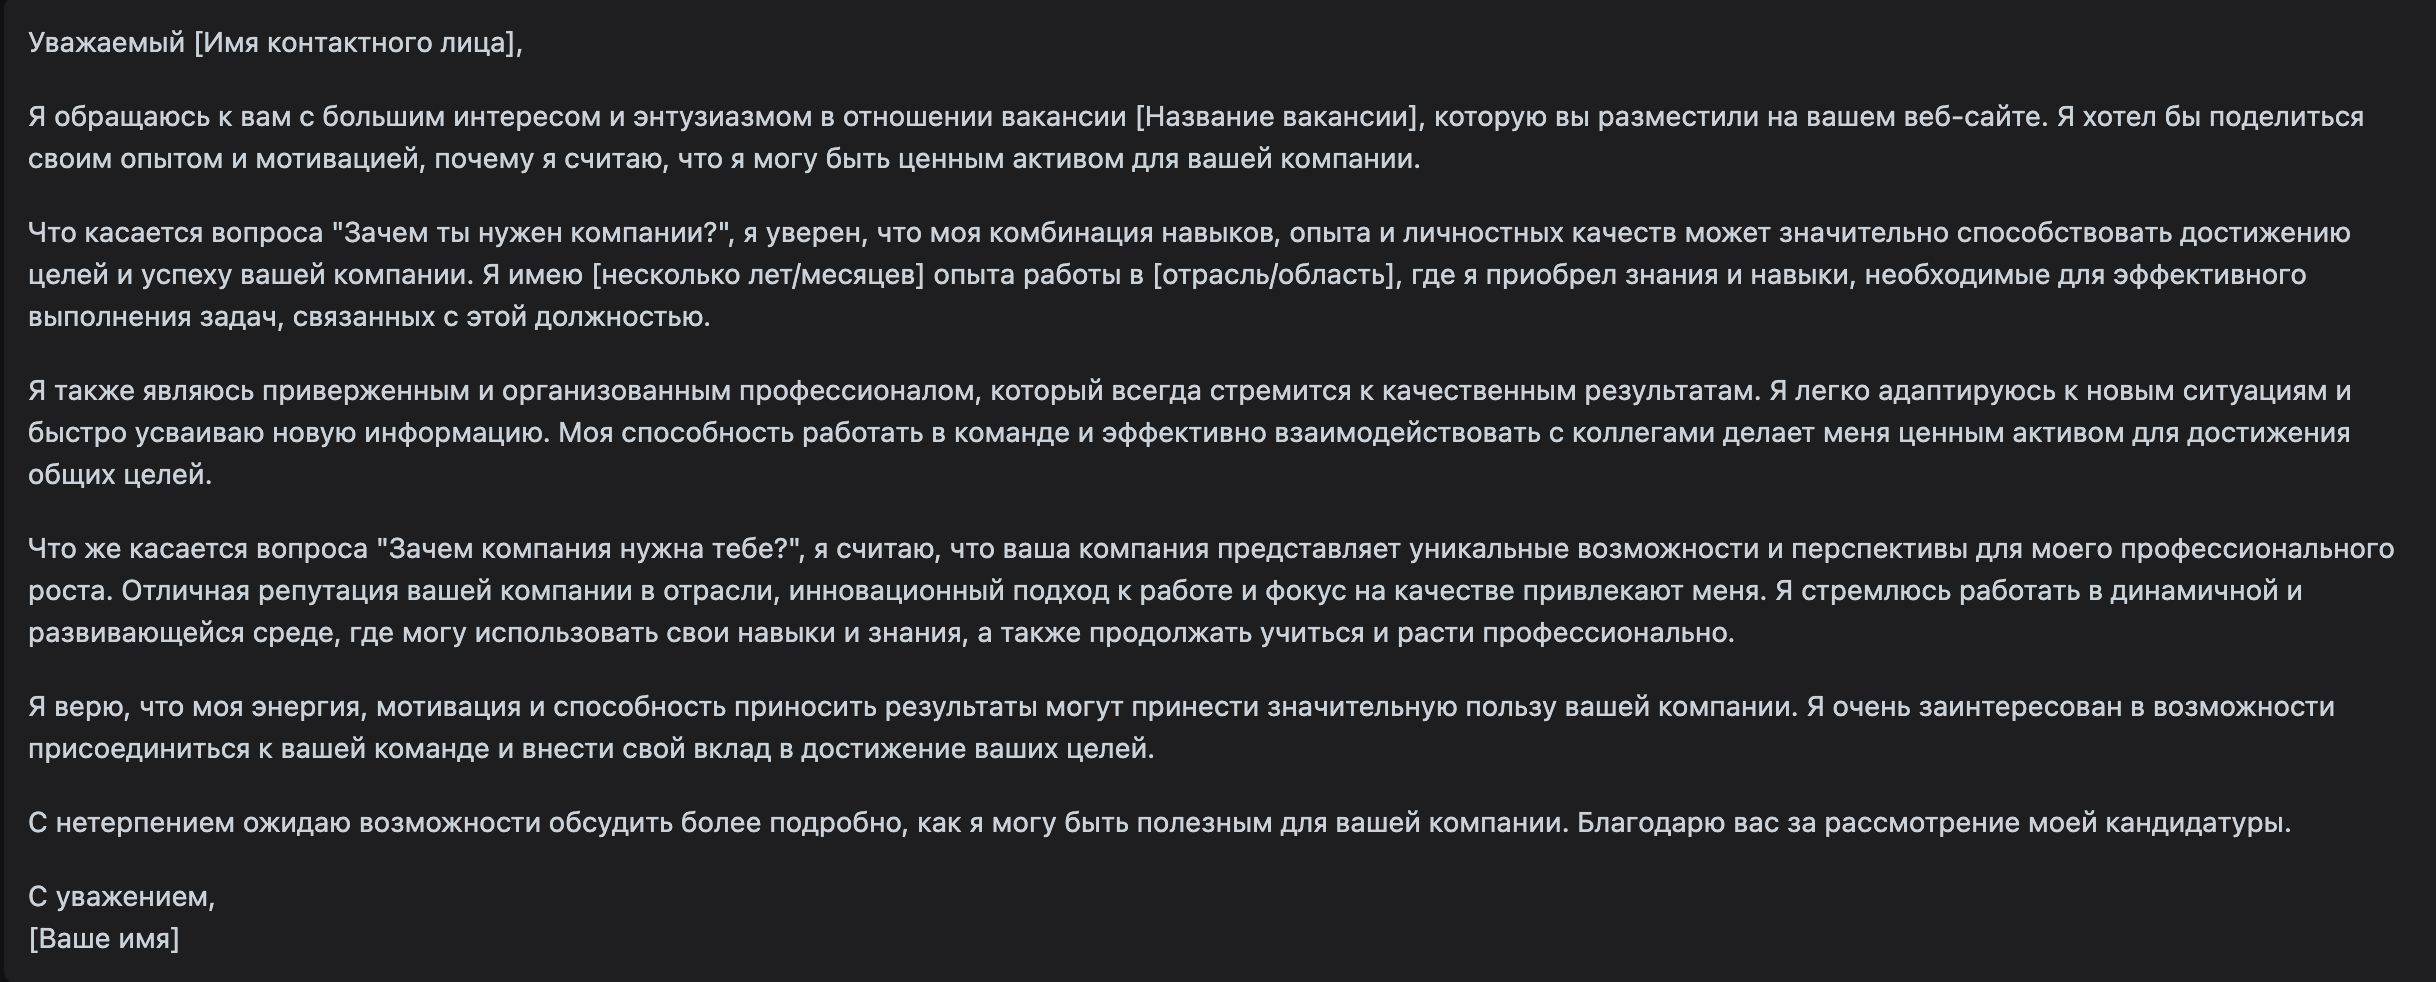 Уважаемый [Имя контактного лица],
Я обращаюсь к вам с большим интересом и энтузиазмом в отношении вакансии [Название вакансии], которую вы разместили на вашем веб-сайте. Я хотел бы поделиться
своим опытом и мотивацией, почему я считаю, что я могу быть ценным активом для вашей компании.
Что касается вопроса "Зачем ты нужен компании?", я уверен, что моя комбинация навыков, опыта и личностных качеств может значительно способствовать достижению
целей и успеху вашей компании. Я имею [несколько лет/месяцев] опыта работы в [отрасль/область], где я приобрел знания и навыки, необходимые для эффективного
выполнения задач, связанных с этой должностью.
Я также являюсь приверженным и организованным профессионалом, который всегда стремится к качественным результатам. Я легко адаптируюсь к новым ситуациям и
быстро усваиваю новую информацию. Моя способность работать в команде и эффективно взаимодействовать с коллегами делает меня ценным активом для достижения
общих целей.
Что же касается вопроса "Зачем компания нужна тебе?", я считаю, что ваша компания представляет уникальные возможности и перспективы для моего профессионального
роста. Отличная репутация вашей компании в отрасли, инновационный подход к работе и фокус на качестве привлекают меня. Я стремлюсь работать в динамичной и
развивающейся среде, где могу использовать свои навыки и знания, а также продолжать учиться и расти профессионально.
Я верю, что моя энергия, мотивация и способность приносить результаты могут принести значительную пользу вашей компании. Я очень заинтересован в возможности
присоединиться к вашей команде и внести свой вклад в достижение ваших целей.
С нетерпением ожидаю возможности обсудить более подробно, как я могу быть полезным для вашей компании. Благодарю вас за рассмотрение моей кандидатуры.
С уважением,
[Ваше имя]